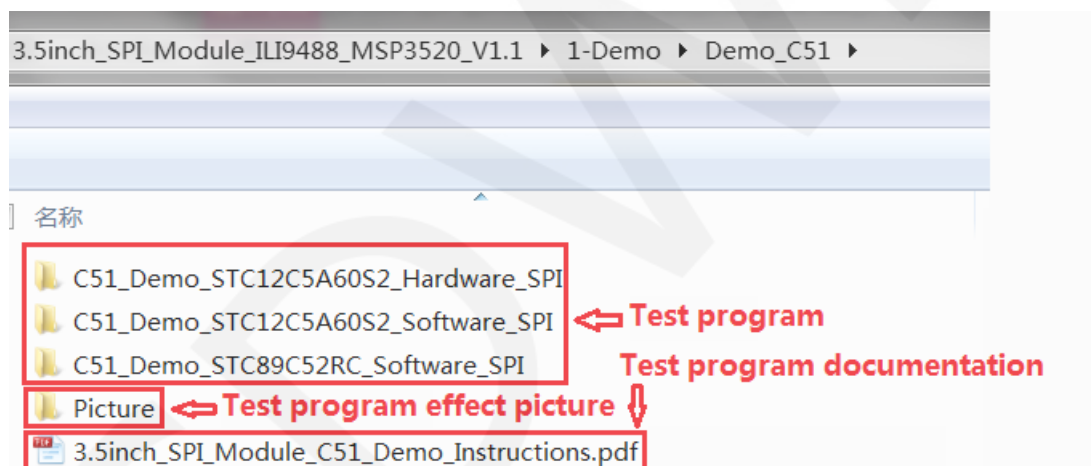 3.5inch_SPI_Module_ILI9488_MSP3520_V1.1 ▸ 1-Demo ▸ Demo_C51 ▸
名称
C51_Demo_STC12C5A60S2_Hardware_SPI
C51_Demo_STC12C5A60S2_Software_SPI
Test program
C51_Demo_STC89C52RC_Software_SPI
Test program documentation
Picture
Test program effect picture
3.5inch_SPI_Module_C51_Demo_Instructions.pdf